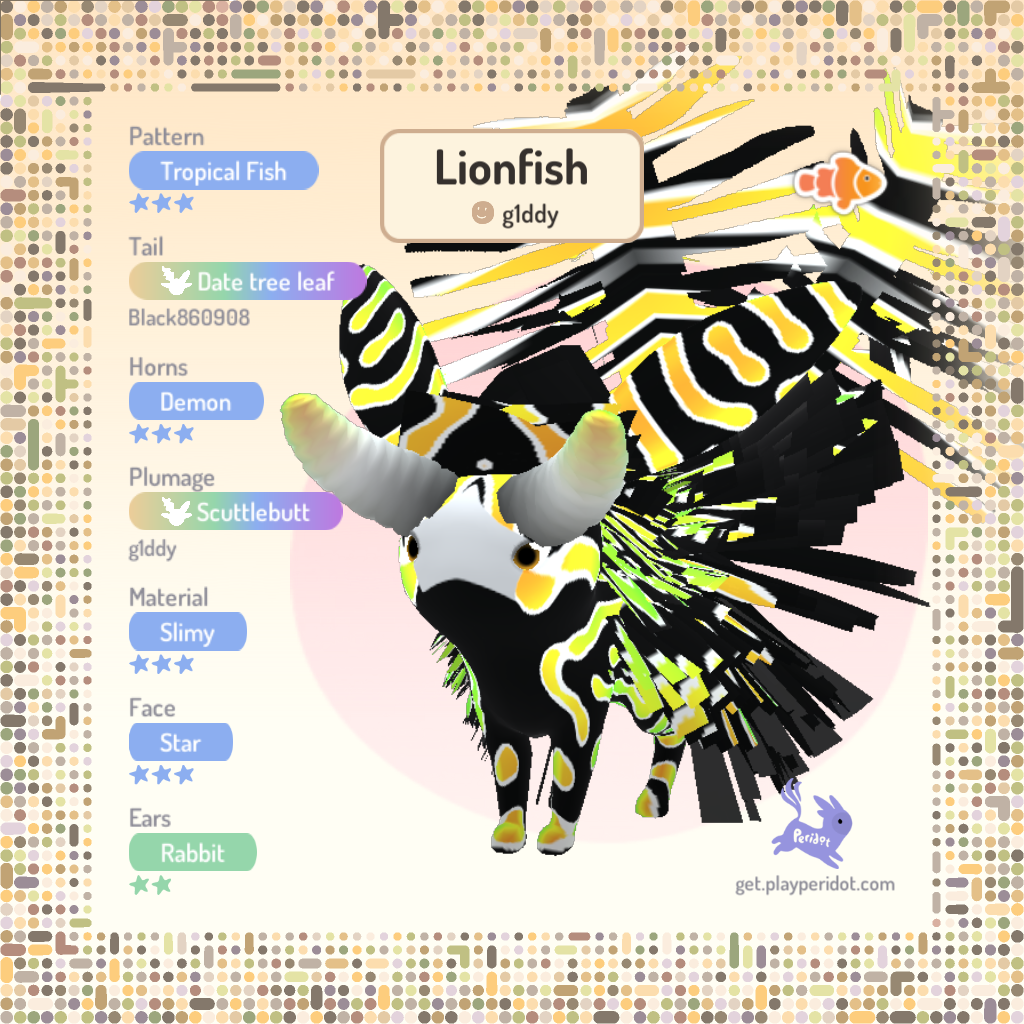 Lionfish
g1ddy
Pattern
Tropical Fish
Tail
Date tree leaf
Black860908
Horns
Demon
Plumage
Scuttlebutt
g1ddy
Material
Slimy
Face
Star
Ears
Rabbit
Peridot
get.playperidot.com